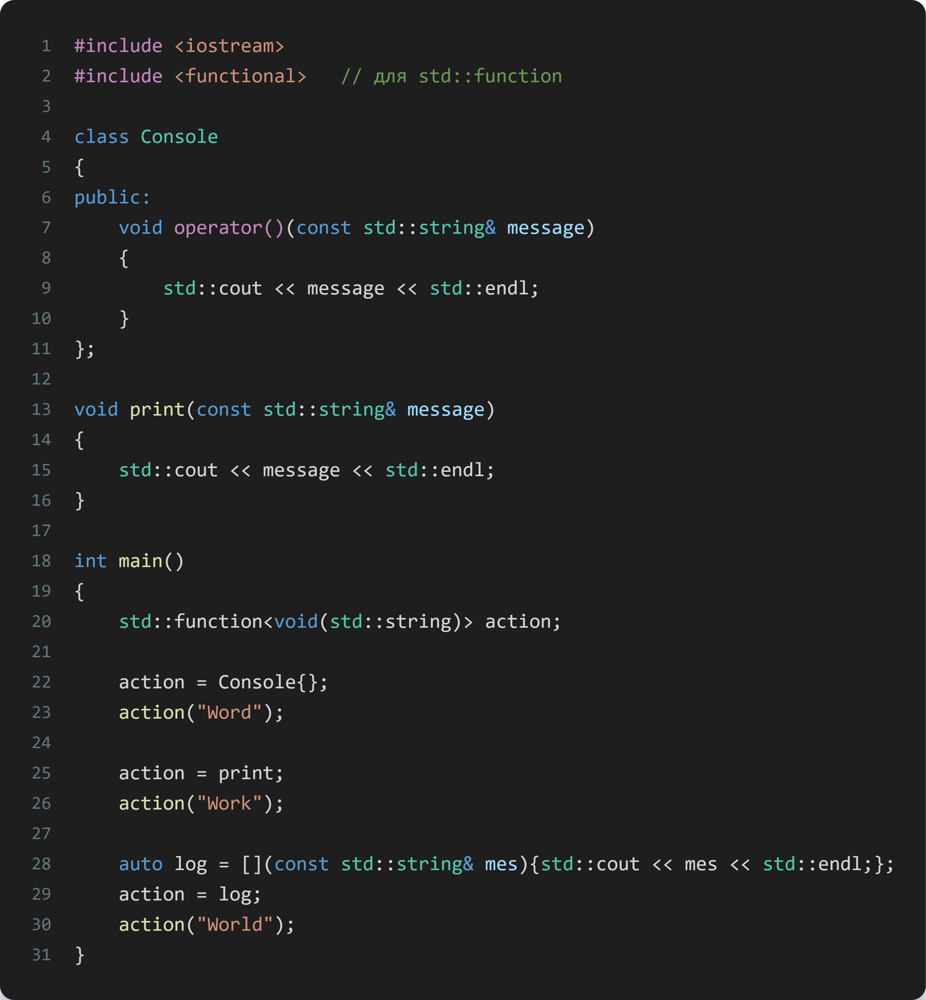 1 #include <iostream>
2 #include <functional>   // для std::function
3
4 class Console
5 {
6 public:
7     void operator()(const std::string& message)
8     {
9         std::cout << message << std::endl;
10     }
11 };
12
13 void print(const std::string& message)
14 {
15     std::cout << message << std::endl;
16 }
17
18 int main()
19 {
20     std::function<void(std::string)> action;
21
22     action = Console{};
23     action("Word");
24
25     action = print;
26     action("Work");
27
28     auto log = [](const std::string& mes){std::cout << mes << std::endl;};
29     action = log;
30     action("World");
31 }